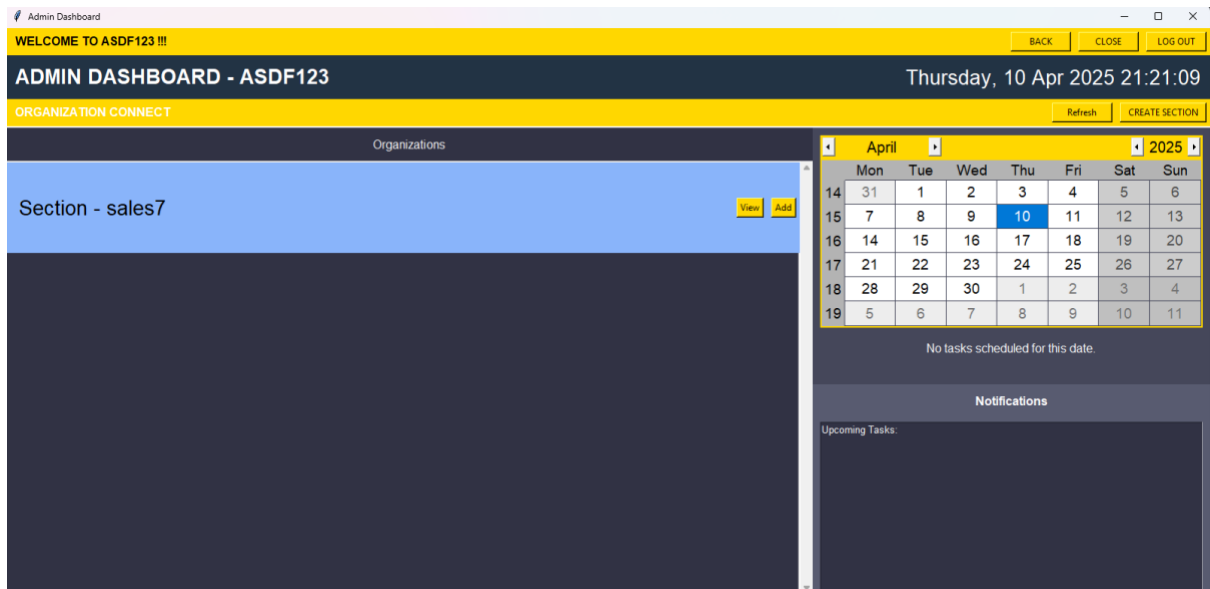 Admin Dashboard
WELCOME TO ASDF123 !!!
BACK CLOSE LOG OUT
ADMIN DASHBOARD - ASDF123
Thursday, 10 Apr 2025 21:21:09
ORGANIZATION CONNECT
Refresh CREATE SECTION
Organizations
Section - sales7
View Add
April 2025
Mon Tue Wed Thu Fri Sat Sun
14 31 1 2 3 4 5 6
15 7 8 9 10 11 12 13
16 14 15 16 17 18 19 20
17 21 22 23 24 25 26 27
18 28 29 30 1 2 3 4
19 5 6 7 8 9 10 11
No tasks scheduled for this date.
Notifications
Upcoming Tasks: